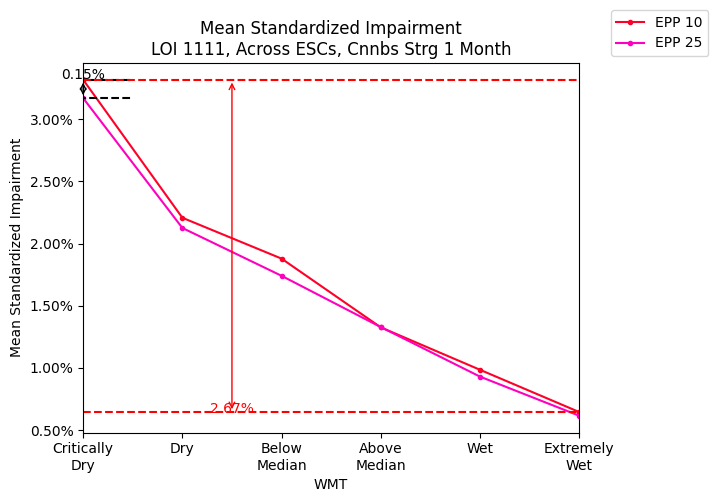 Mean Standardized Impairment
LOI 1111, Across ESCs, Cnnbs Strg 1 Month
EPP 10
EPP 25
0.15%
3.00%
2.50%
2.00%
1.50%
1.00%
0.50%
Mean Standardized Impairment
2.67%
Critically
Dry
Dry
Below
Median
Above
Median
Wet
Extremely
Wet
WMT